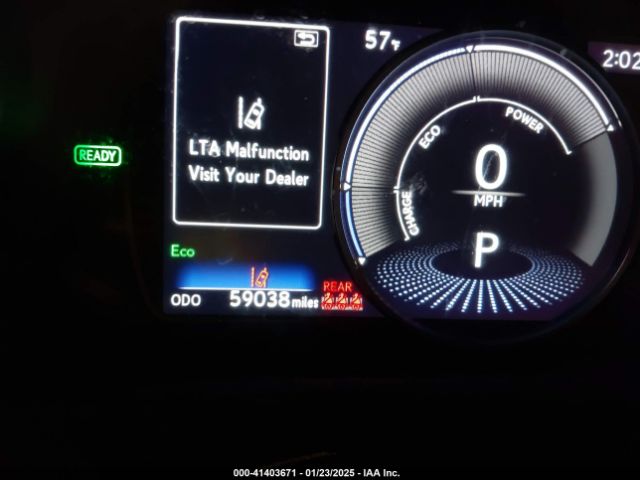 57°F
2:02
LTA Malfunction
Visit Your Dealer
READY
ECO
POWER
CHARGE
0
MPH
P
Eco
ODO 59038 miles
REAR
000-41403671 - 01/23/2025 - IAA Inc.